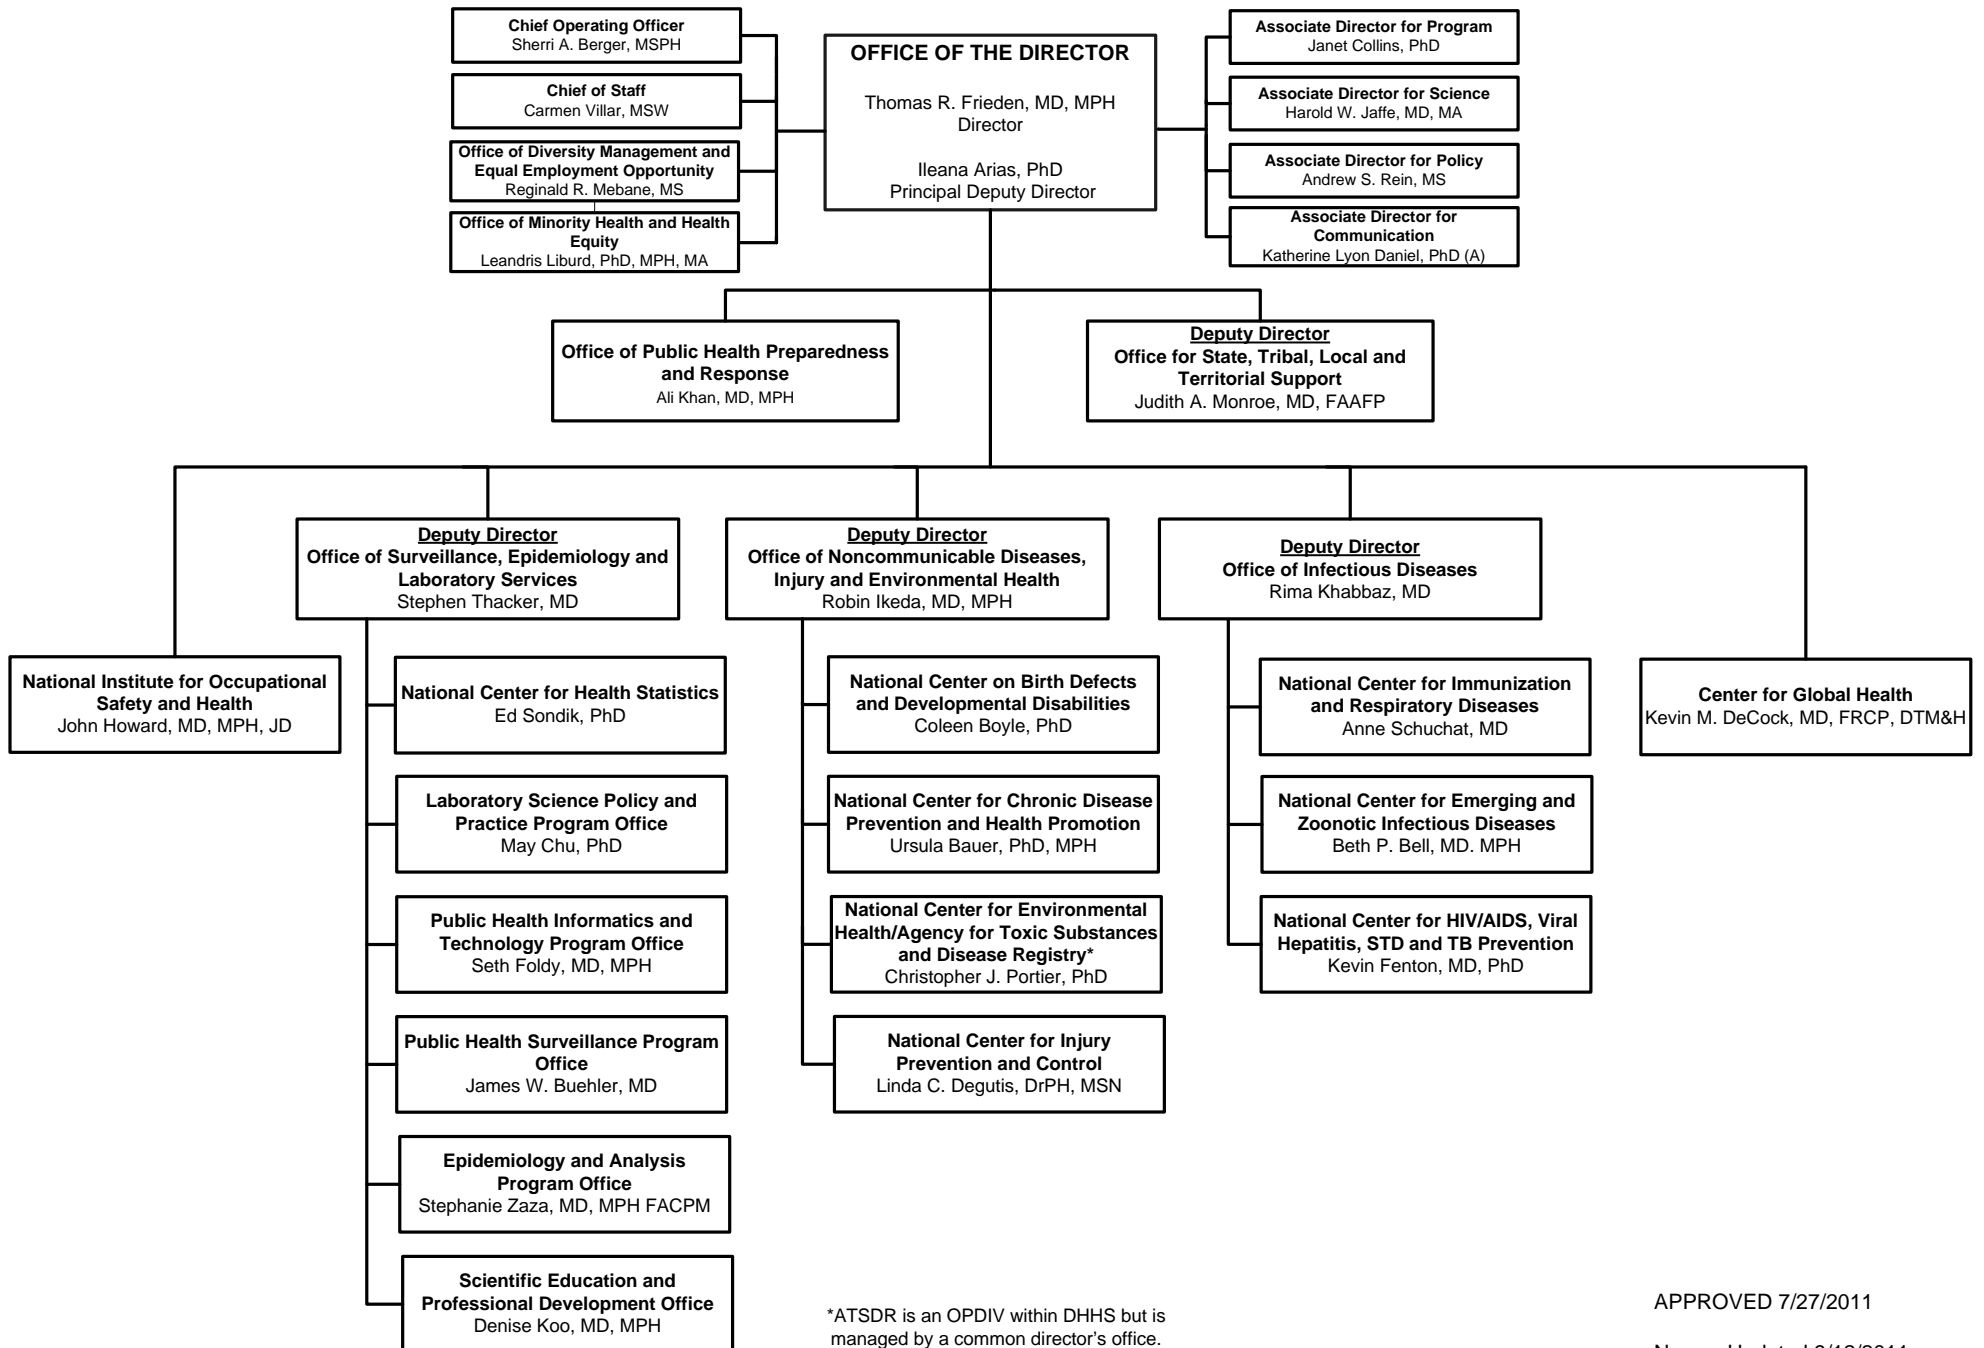 Chief Operating Officer
Sherri A. Berger, MSPH
Chief of Staff
Carmen Villar, MSW
Office of Diversity Management and
Equal Employment Opportunity
Reginald R. Mebane, MS
Office of Minority Health and Health
Equity
Leandris Liburd, PhD, MPH, MA
OFFICE OF THE DIRECTOR
Thomas R. Frieden, MD, MPH
Director
Ileana Arias, PhD
Principal Deputy Director
Associate Director for Program
Janet Collins, PhD
Associate Director for Science
Harold W. Jaffe, MD, MA
Associate Director for Policy
Andrew S. Rein, MS
Associate Director for
Communication
Katherine Lyon Daniel, PhD (A)
Office of Public Health Preparedness
and Response
Ali Khan, MD, MPH
Deputy Director
Office for State, Tribal, Local and
Territorial Support
Judith A. Monroe, MD, FAAFP
Deputy Director
Office of Surveillance, Epidemiology and
Laboratory Services
Stephen Thacker, MD
Deputy Director
Office of Noncommunicable Diseases,
Injury and Environmental Health
Robin Ikeda, MD, MPH
Deputy Director
Office of Infectious Diseases
Rima Khabbaz, MD
National Institute for Occupational
Safety and Health
John Howard, MD, MPH, JD
National Center for Health Statistics
Ed Sondik, PhD
Laboratory Science Policy and
Practice Program Office
May Chu, PhD
Public Health Informatics and
Technology Program Office
Seth Foldy, MD, MPH
Public Health Surveillance Program
Office
James W. Buehler, MD
Epidemiology and Analysis
Program Office
Stephanie Zaza, MD, MPH FACPM
Scientific Education and
Professional Development Office
Denise Koo, MD, MPH
National Center on Birth Defects
and Developmental Disabilities
Coleen Boyle, PhD
National Center for Chronic Disease
Prevention and Health Promotion
Ursula Bauer, PhD, MPH
National Center for Environmental
Health/Agency for Toxic Substances
and Disease Registry*
Christopher J. Portier, PhD
National Center for Injury
Prevention and Control
Linda C. Degutis, DrPH, MSN
National Center for Immunization
and Respiratory Diseases
Anne Schuchat, MD
National Center for Emerging and
Zoonotic Infectious Diseases
Beth P. Bell, MD. MPH
National Center for HIV/AIDS, Viral
Hepatitis, STD and TB Prevention
Kevin Fenton, MD, PhD
Center for Global Health
Kevin M. DeCock, MD, FRCP, DTM&H
*ATSDR is an OPDIV within DHHS but is
managed by a common director's office.
APPROVED 7/27/2011